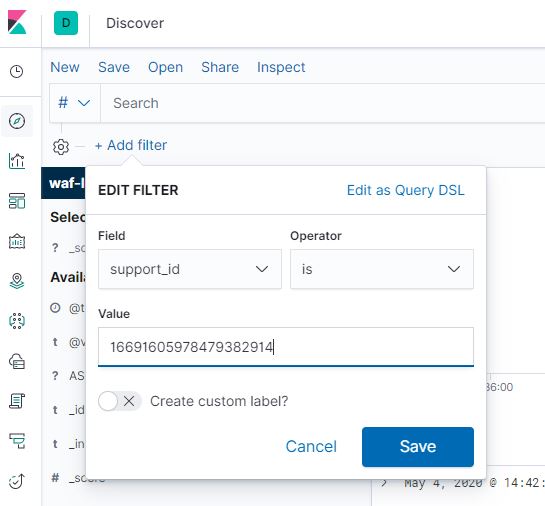 D Discover
New Save Open Share Inspect
# Search
+ Add filter
waf-l
EDIT FILTER Edit as Query DSL
Selec
Field Operator
? _sc
support_id is
Availa
Value
@t
t @v
16691605978479382914
? AS
Create custom label?
t _id
t _in
Cancel Save
# _score
36:00
> May 4, 2020 @ 14:42: